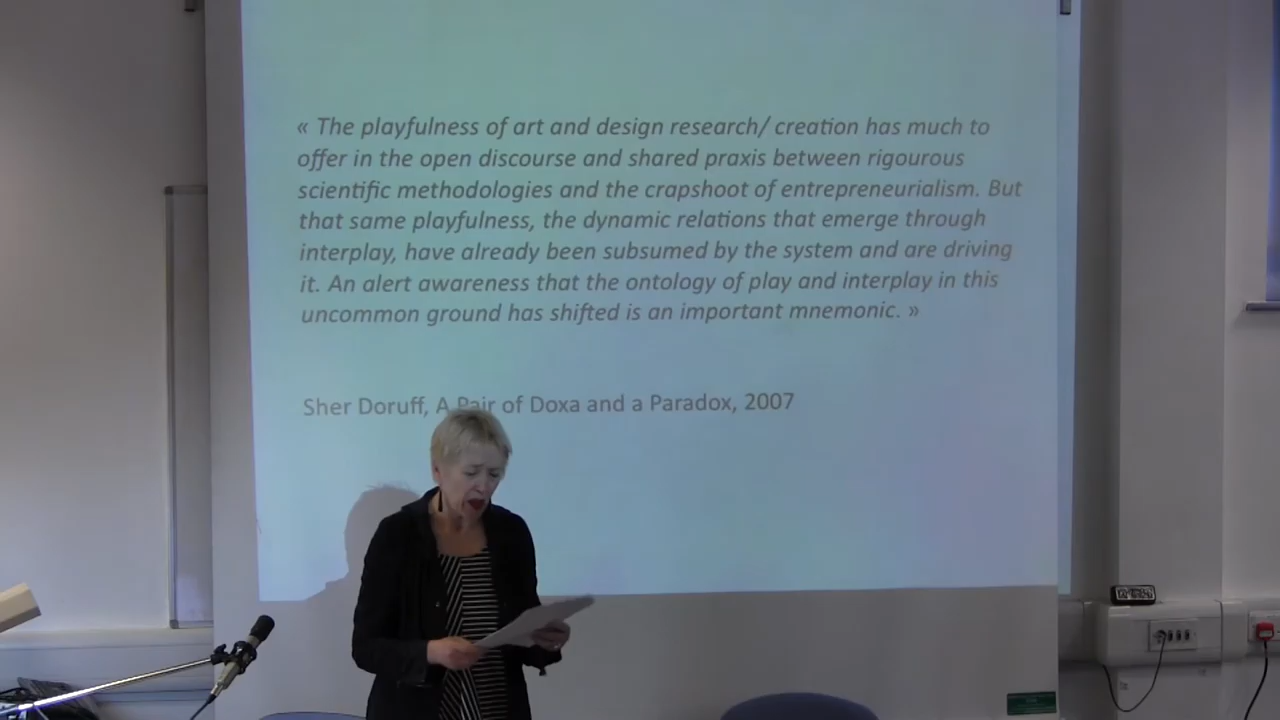 « The playfulness of art and design research/ creation has much to
offer in the open discourse and shared praxis between rigourous
scientific methodologies and the crapshoot of entrepreneurialism. But
that same playfulness, the dynamic relations that emerge through
interplay, have already been subsumed by the system and are driving
it. An alert awareness that the ontology of play and interplay in this
uncommon ground has shifted is an important mnemonic. »
Sher Doruff, A Pair of Doxa and a Paradox, 2007